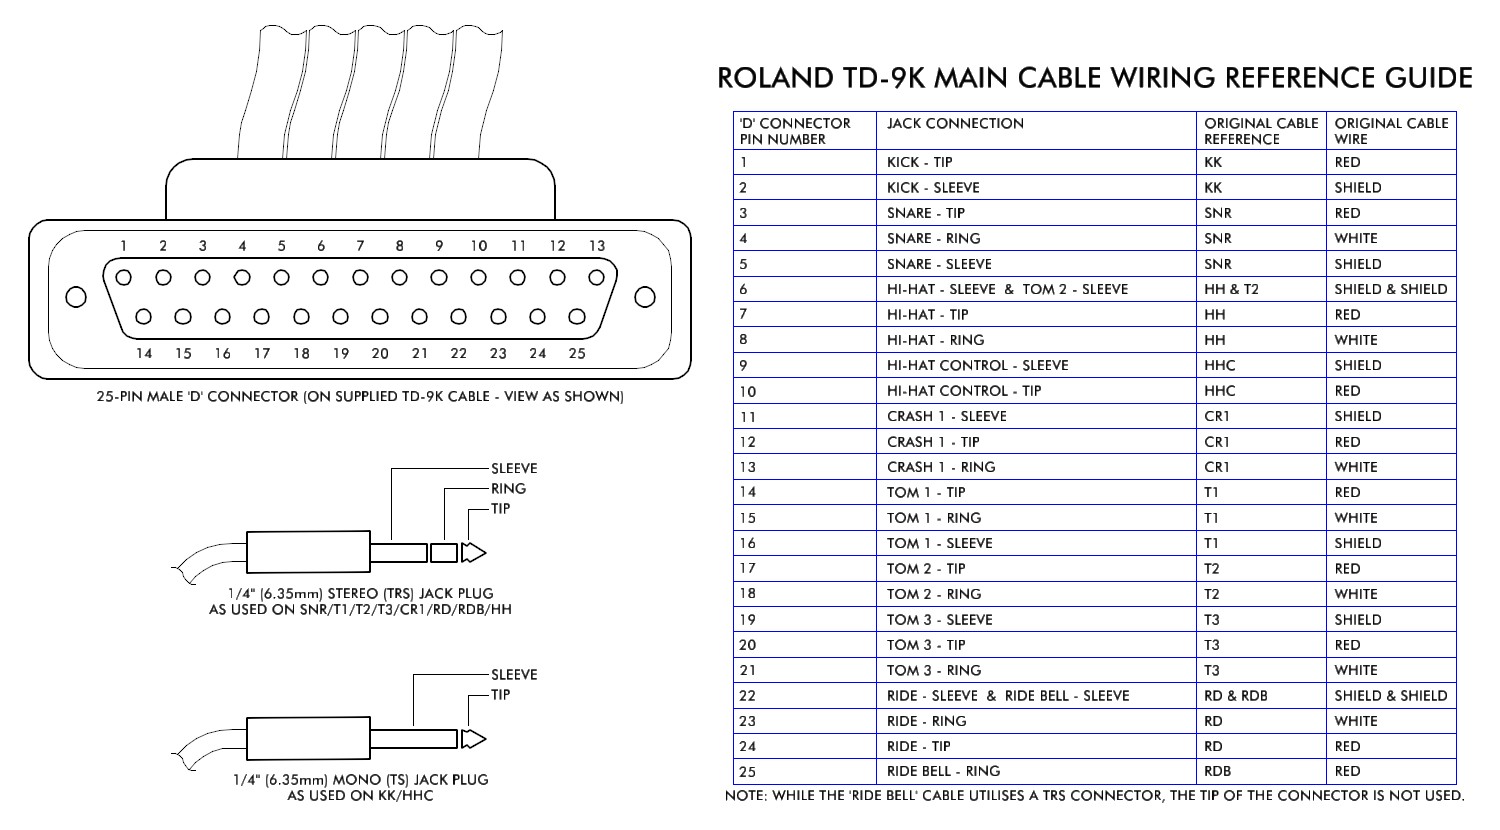 1 2 3 4 5 6 7 8 9 10 11 12 13
14 15 16 17 18 19 20 21 22 23 24 25
25-PIN MALE 'D' CONNECTOR (ON SUPPLIED TD-9K CABLE - VIEW AS SHOWN)
SLEEVE
RING
TIP
1/4" (6.35mm) STEREO (TRS) JACK PLUG
AS USED ON SNR/T1/T2/T3/CR1/RD/RDB/HH
SLEEVE
TIP
1/4" (6.35mm) MONO (TS) JACK PLUG
AS USED ON KK/HHC
ROLAND TD-9K MAIN CABLE WIRING REFERENCE GUIDE
'D' CONNECTOR JACK CONNECTION ORIGINAL CABLE ORIGINAL CABLE
PIN NUMBER REFERENCE WIRE
1 KICK - TIP KK RED
2 KICK - SLEEVE KK SHIELD
3 SNARE - TIP SNR RED
4 SNARE - RING SNR WHITE
5 SNARE - SLEEVE SNR SHIELD
6 HI-HAT - SLEEVE & TOM 2 - SLEEVE HH & T2 SHIELD & SHIELD
7 HI-HAT - TIP HH RED
8 HI-HAT - RING HH WHITE
9 HI-HAT CONTROL - SLEEVE HHC SHIELD
10 HI-HAT CONTROL - TIP HHC RED
11 CRASH 1 - SLEEVE CR1 SHIELD
12 CRASH 1 - TIP CR1 RED
13 CRASH 1 - RING CR1 WHITE
14 TOM 1 - TIP T1 RED
15 TOM 1 - RING T1 WHITE
16 TOM 1 - SLEEVE T1 SHIELD
17 TOM 2 - TIP T2 RED
18 TOM 2 - RING T2 WHITE
19 TOM 3 - SLEEVE T3 SHIELD
20 TOM 3 - TIP T3 RED
21 TOM 3 - RING T3 WHITE
22 RIDE - SLEEVE & RIDE BELL - SLEEVE RD & RDB SHIELD & SHIELD
23 RIDE - RING RD WHITE
24 RIDE - TIP RD RED
25 RIDE BELL - RING RDB RED
NOTE: WHILE THE 'RIDE BELL' CABLE UTILISES A TRS CONNECTOR, THE TIP OF THE CONNECTOR IS NOT USED.